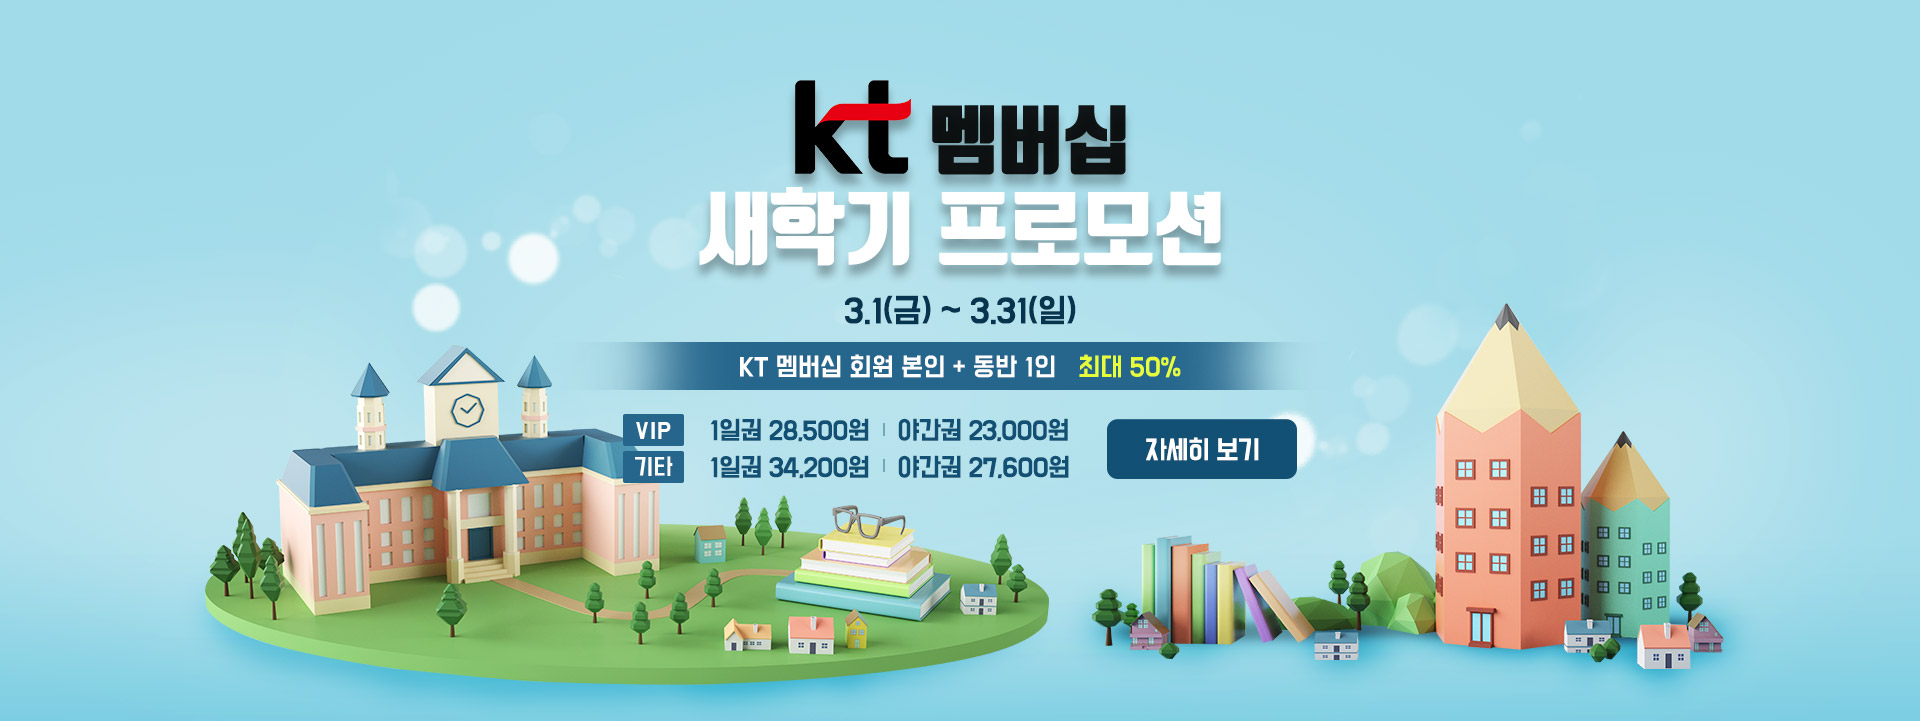 kt 멤버십
새학기 프로모션
3.1(금) ~ 3.31(일)
KT 멤버십 회원 본인 + 동반 1인 최대 50%
VIP 1일권 28,500원 | 야간권 23,000원
기타 1일권 34,200원 | 야간권 27,600원
자세히 보기